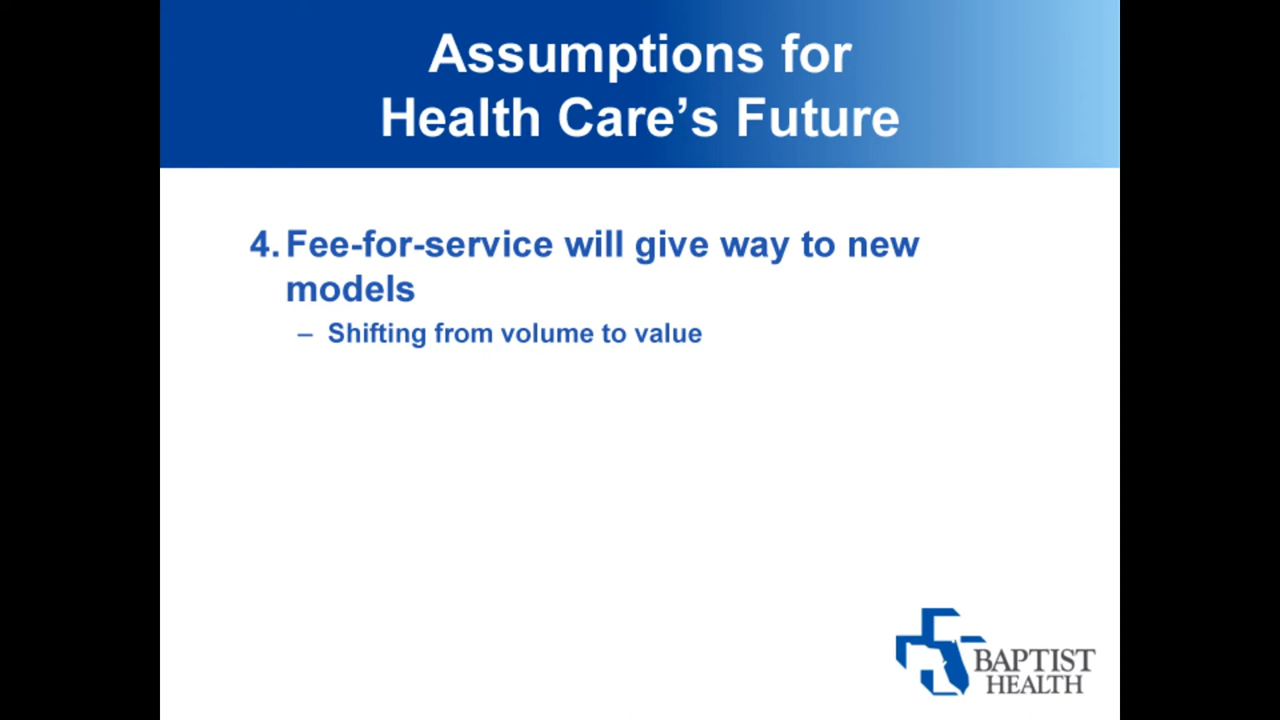 Assumptions for
Health Care’s Future
4. Fee-for-service will give way to new
models
– Shifting from volume to value
BAPTIST
HEALTH